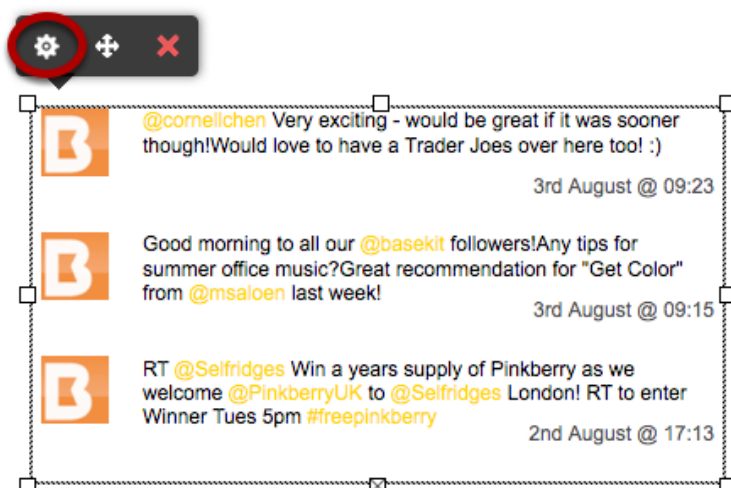 @cornellchen Very exciting - would be great if it was sooner
though!Would love to have a Trader Joes over here too! :)
3rd August @ 09:23
Good morning to all our @basekit followers!Any tips for
summer office music?Great recommendation for "Get Color"
from @msaloen last week!
3rd August @ 09:15
RT @Selfridges Win a years supply of Pinkberry as we
welcome @PinkberryUK to @Selfridges London! RT to enter
Winner Tues 5pm #freepinkberry
2nd August @ 17:13